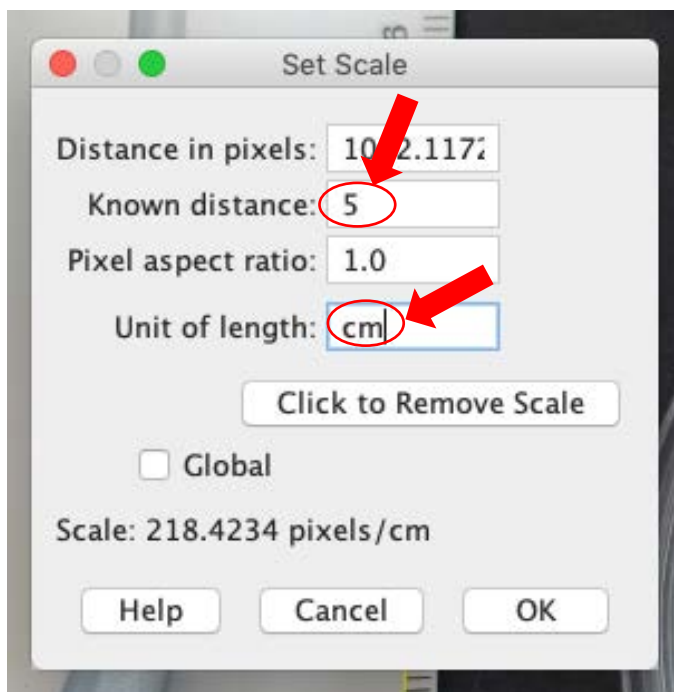 Set Scale
Distance in pixels:
Known distance: 5
Pixel aspect ratio: 1.0
Unit of length: cm
Click to Remove Scale
Global
Scale: 218.4234 pixels/cm
Help Cancel OK